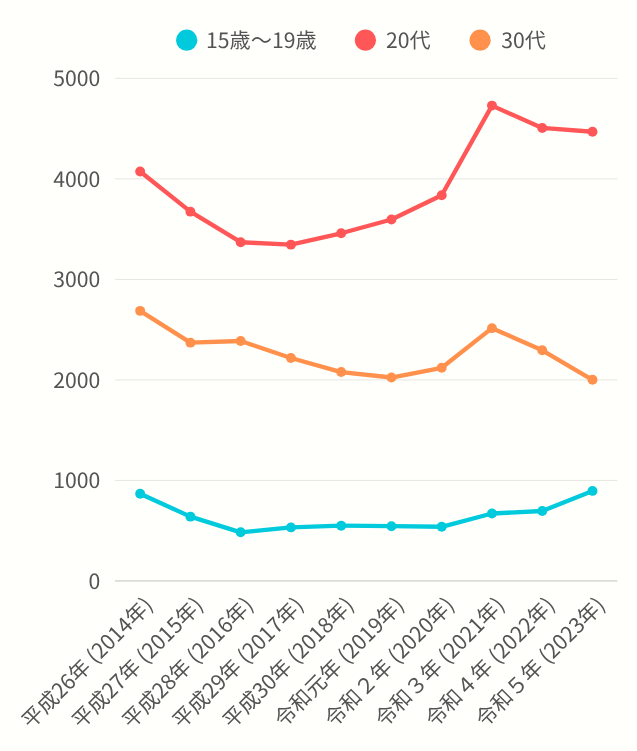 15歳〜19歳 20代 30代
5000
4000
3000
2000
1000
0
平成26年 (2014年)
平成27年 (2015年)
平成28年 (2016年)
平成29年 (2017年)
平成30年 (2018年)
令和元年 (2019年)
令和２年 (2020年)
令和３年 (2021年)
令和４年 (2022年)
令和５年 (2023年)